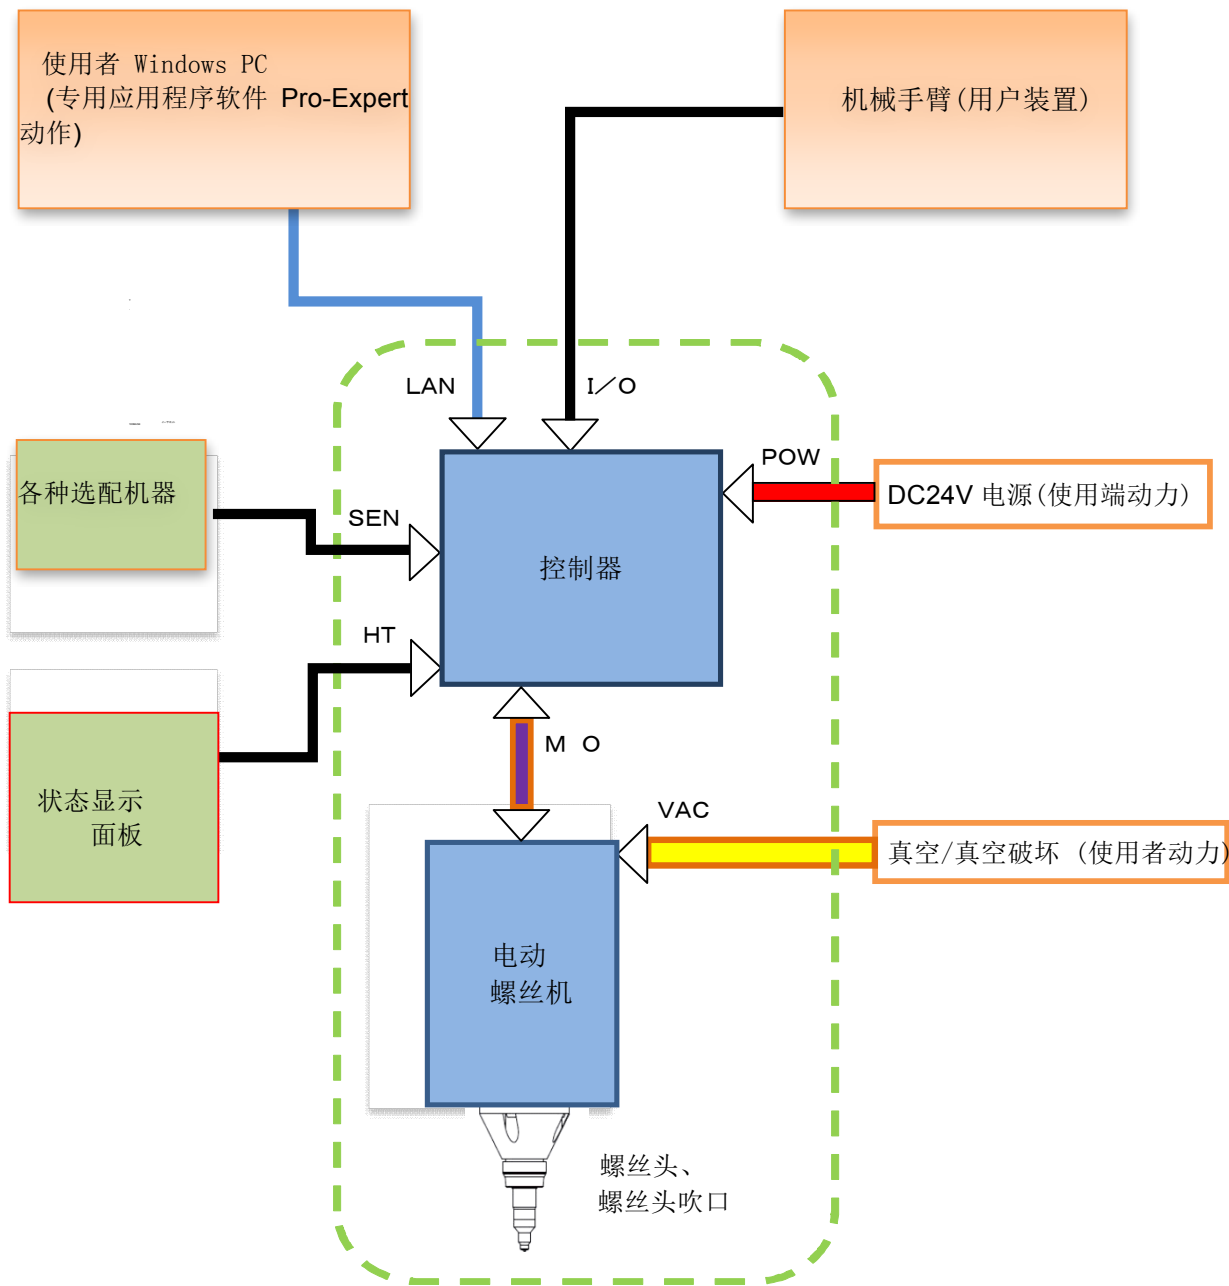 使用者 Windows PC
(专用应用程序软件 Pro-Expert
动作)
机械手臂(用户装置)
LAN
I／O
POW
DC24V 电源(使用端动力)
各种选配机器
SEN
控制器
HT
M O
状态显示
面板
VAC
真空/真空破坏 (使用者动力)
电动
螺丝机
螺丝头、
螺丝头吹口